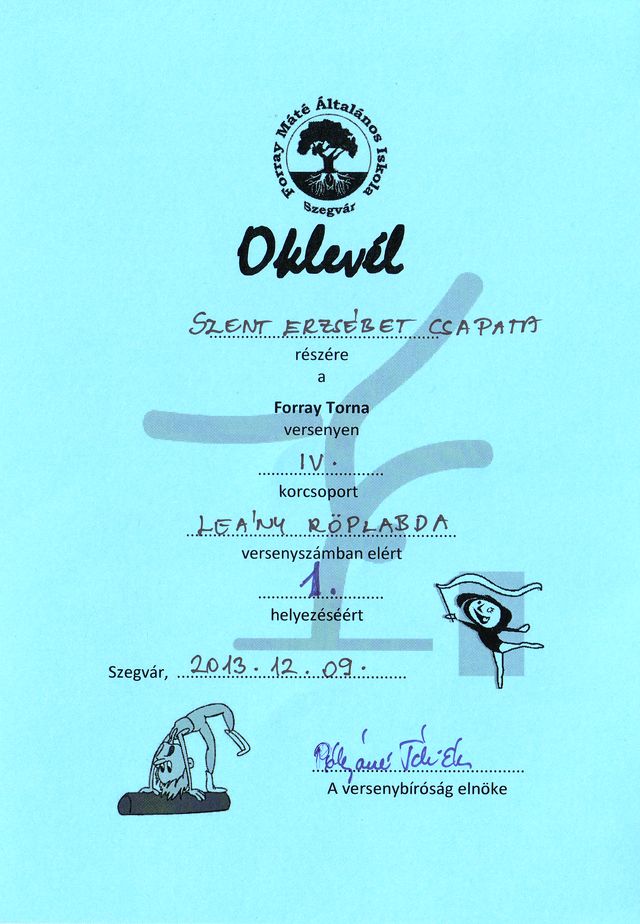 Forray Máté Általános Iskola
Szegvár
Oklevél
SZENT ERZSÉBET CSAPATA
részére
a
Forray Torna
versenyen
IV.
korcsoport
LEÁNY RÖPLABDA
versenyszámban elért
1.
helyezéséért
Szegvár, 2013.12.09.
A versenybíróság elnöke